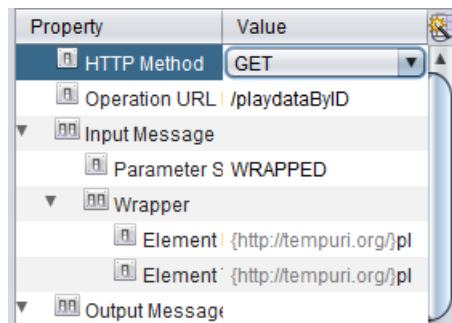 Property Value
HTTP Method GET
Operation URL /playdataByID
Input Message
Parameter S WRAPPED
Wrapper
Element {http://tempuri.org/}pl
Element {http://tempuri.org/}pl
Output Message